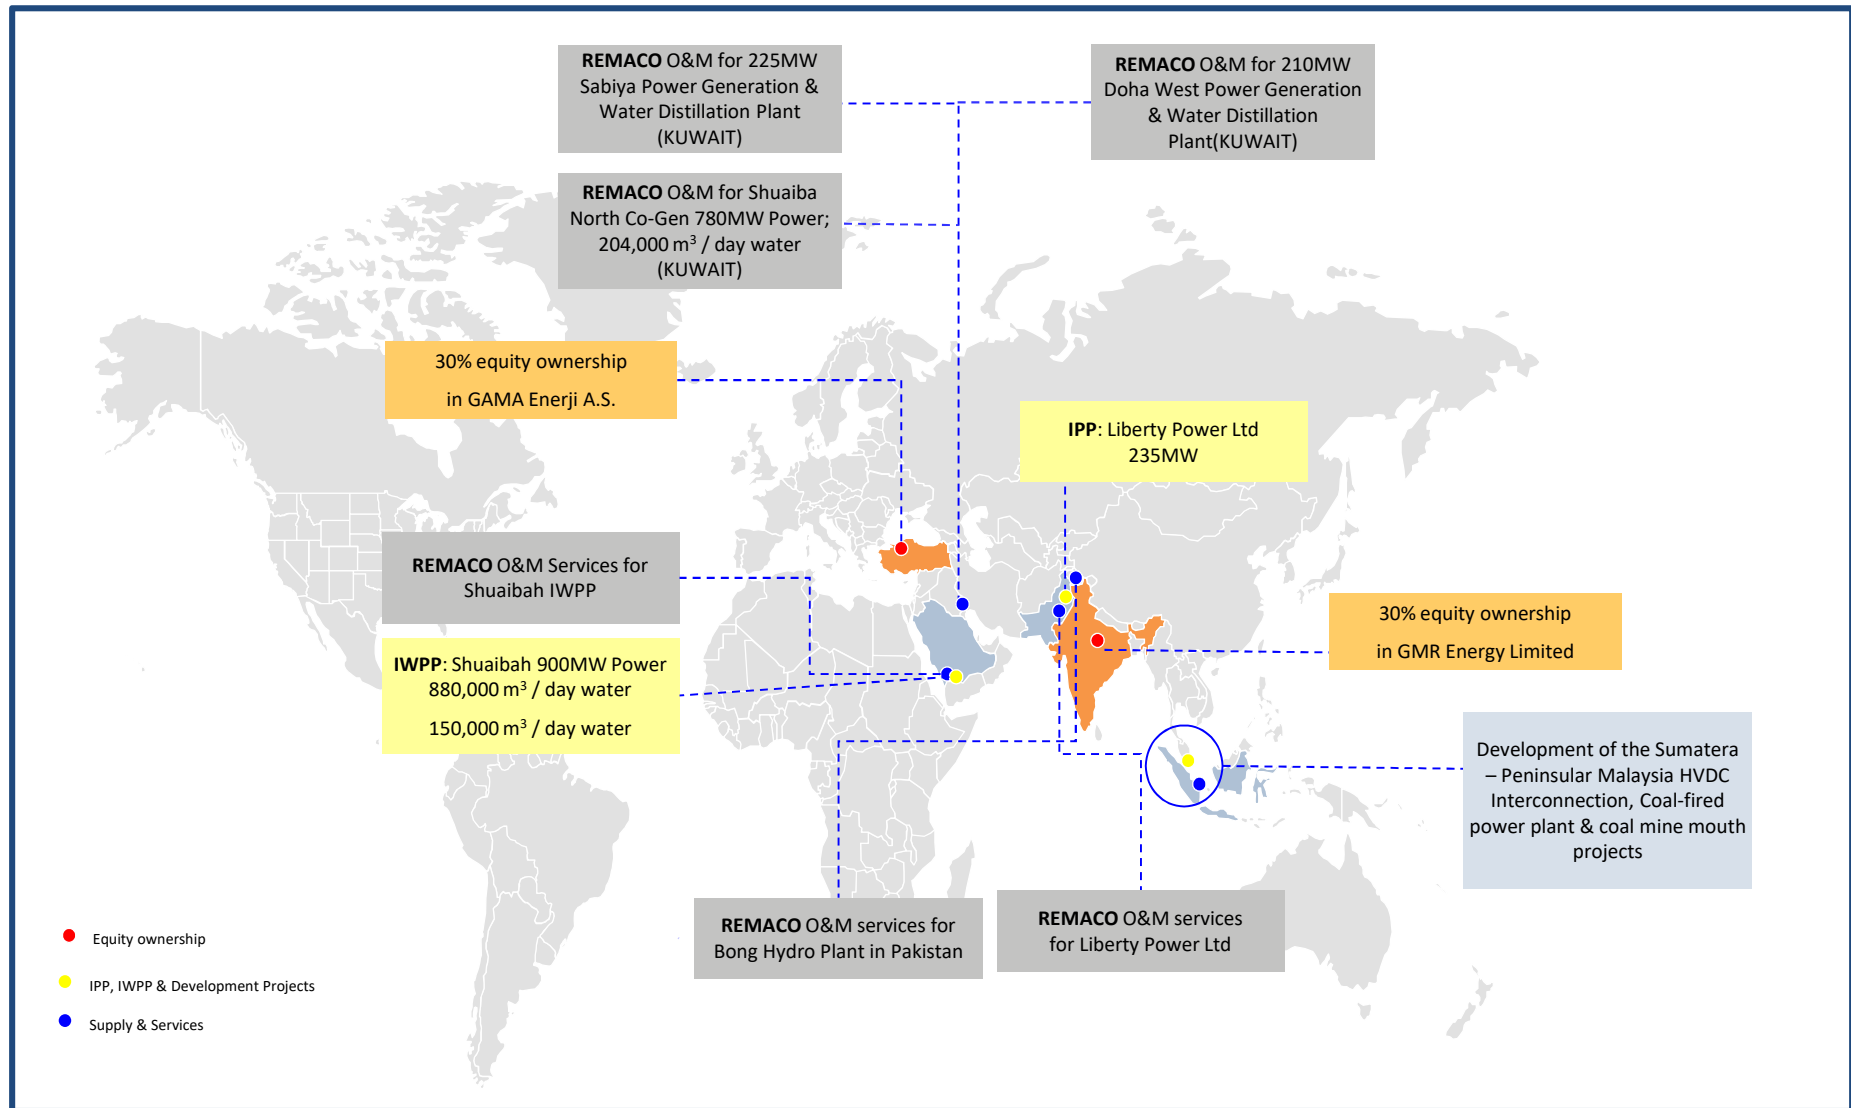 REMACO O&M for 225MW
Sabiya Power Generation &
Water Distillation Plant
(KUWAIT)
REMACO O&M for 210MW
Doha West Power Generation
& Water Distillation
Plant(KUWAIT)
REMACO O&M for Shuaiba
North Co-Gen 780MW Power;
204,000 m³ / day water
(KUWAIT)
30% equity ownership
in GAMA Enerji A.S.
IPP: Liberty Power Ltd
235MW
REMACO O&M Services for
Shuaibah IWPP
30% equity ownership
in GMR Energy Limited
IWPP: Shuaibah 900MW Power
880,000 m³ / day water
150,000 m³ / day water
Development of the Sumatera
– Peninsular Malaysia HVDC
Interconnection, Coal-fired
power plant & coal mine mouth
projects
REMACO O&M services for
Bong Hydro Plant in Pakistan
REMACO O&M services
for Liberty Power Ltd
Equity ownership
IPP, IWPP & Development Projects
Supply & Services